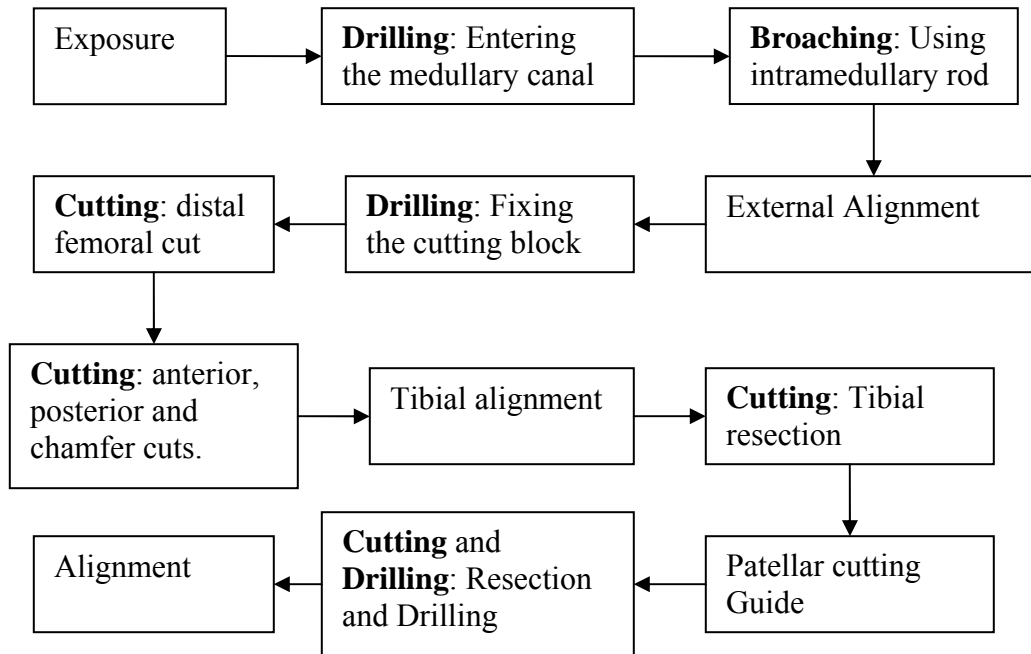 Exposure
Drilling: Entering
the medullary canal
Broaching: Using
intramedullary rod
External Alignment
Drilling: Fixing
the cutting block
Cutting: distal
femoral cut
Cutting: anterior,
posterior and
chamfer cuts.
Tibial alignment
Cutting: Tibial
resection
Patellar cutting
Guide
Cutting and
Drilling: Resection
and Drilling
Alignment